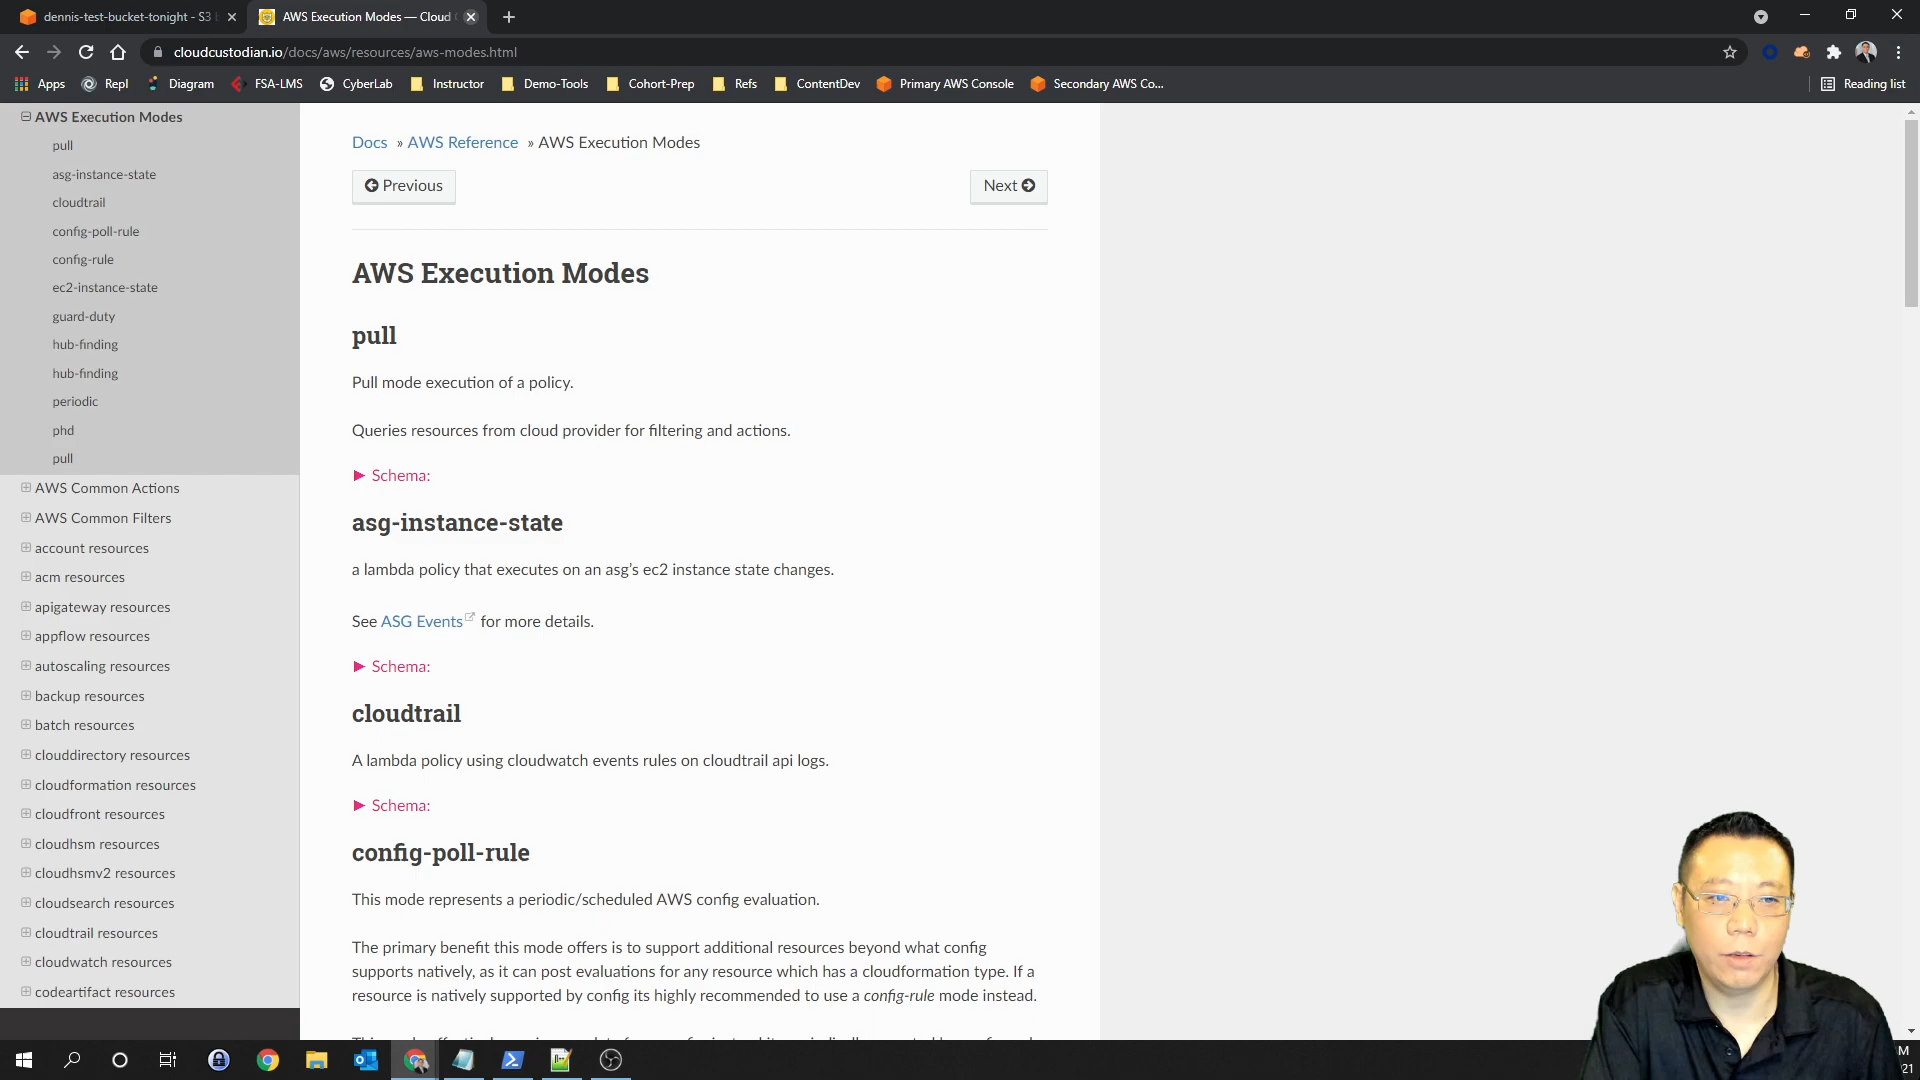 dennis-test-bucket-tonight - S3
AWS Execution Modes — Cloud
cloudcustodian.io/docs/aws/resources/aws-modes.html
Apps
Repl
Diagram
FSA-LMS
CyberLab
Instructor
Demo-Tools
Cohort-Prep
Refs
ContentDev
Primary AWS Console
Secondary AWS Co...
Reading list
AWS Execution Modes
pull
asg-instance-state
cloudtrail
config-poll-rule
config-rule
ec2-instance-state
guard-duty
hub-finding
hub-finding
periodic
phd
pull
AWS Common Actions
AWS Common Filters
account resources
acm resources
apigateway resources
appflow resources
autoscaling resources
backup resources
batch resources
clouddirectory resources
cloudformation resources
cloudfront resources
cloudhsm resources
cloudhsmv2 resources
cloudsearch resources
cloudtrail resources
cloudwatch resources
codeartifact resources
Docs » AWS Reference » AWS Execution Modes
Previous
Next
AWS Execution Modes
pull
Pull mode execution of a policy.
Queries resources from cloud provider for filtering and actions.
► Schema:
asg-instance-state
a lambda policy that executes on an asg's ec2 instance state changes.
See ASG Events for more details.
► Schema:
cloudtrail
A lambda policy using cloudwatch events rules on cloudtrail api logs.
► Schema:
config-poll-rule
This mode represents a periodic/scheduled AWS config evaluation.
The primary benefit this mode offers is to support additional resources beyond what config
supports natively, as it can post evaluations for any resource which has a cloudformation type. If a
resource is natively supported by config its highly recommended to use a config-rule mode instead.
M
21